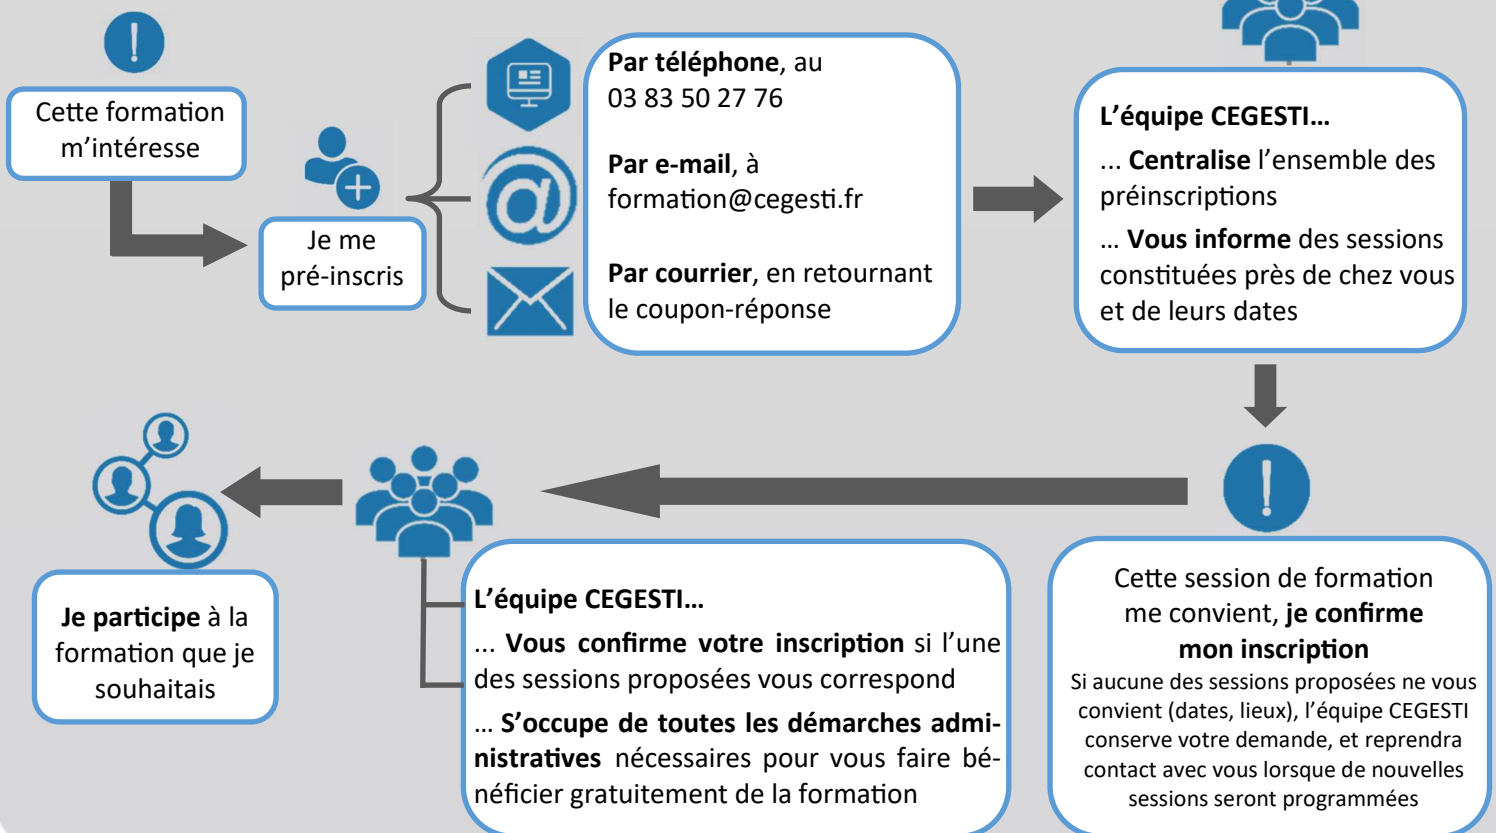 Cette formation
m’intéresse
Je me
pré-inscris
Par téléphone, au
03 83 50 27 76
Par e-mail, à
formation@cegesti.fr
Par courrier, en retournant
le coupon-réponse
L’équipe CEGESTI…
... Centralise l’ensemble des
préinscriptions
… Vous informe des sessions
constituées près de chez vous
et de leurs dates
Cette session de formation
me convient, je confirme
mon inscription
Si aucune des sessions proposées ne vous
convient (dates, lieux), l’équipe CEGESTI
conserve votre demande, et reprendra
contact avec vous lorsque de nouvelles
sessions seront programmées
L’équipe CEGESTI…
... Vous confirme votre inscription si l’une
des sessions proposées vous correspond
… S’occupe de toutes les démarches admi-
nistratives nécessaires pour vous faire bé-
néficier gratuitement de la formation
Je participe à la
formation que je
souhaitais